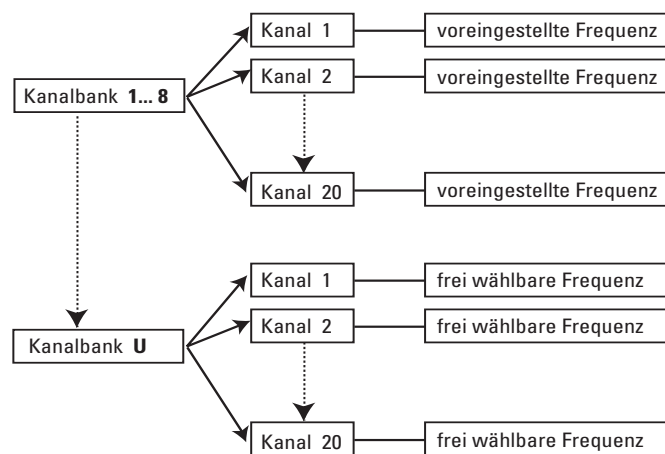 Kanal 1 voreingestellte Frequenz
Kanal 2 voreingestellte Frequenz
Kanalbank 1... 8
Kanal 20 voreingestellte Frequenz
Kanal 1 frei wählbare Frequenz
Kanal 2 frei wählbare Frequenz
Kanalbank U
Kanal 20 frei wählbare Frequenz